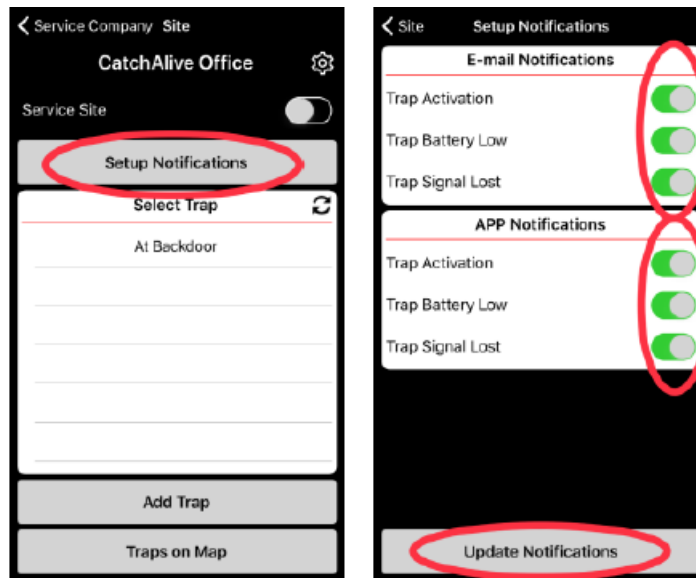 Service Company Site
CatchAlive Office
Service Site
Setup Notifications
Select Trap
At Backdoor
Add Trap
Traps on Map
Site Setup Notifications
E-mail Notifications
Trap Activation
Trap Battery Low
Trap Signal Lost
APP Notifications
Trap Activation
Trap Battery Low
Trap Signal Lost
Update Notifications